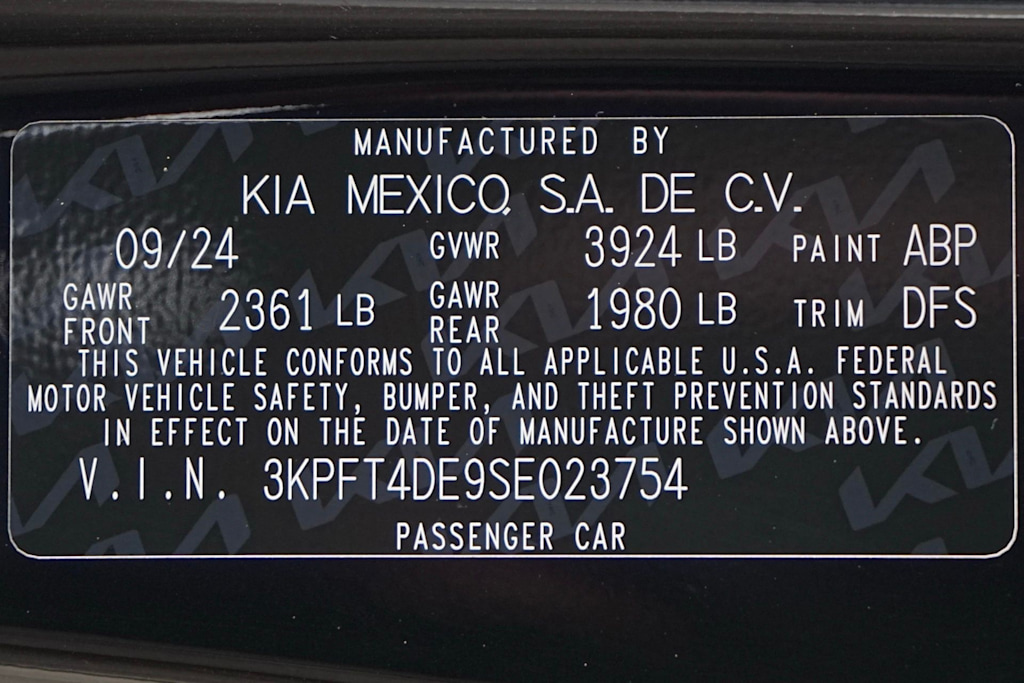 MANUFACTURED BY
KIA MEXICO, S.A. DE C.V.
09/24 GVWR 3924 LB PAINT ABP
GAWR FRONT 2361 LB GAWR REAR 1980 LB TRIM DFS
THIS VEHICLE CONFORMS TO ALL APPLICABLE U.S.A. FEDERAL
MOTOR VEHICLE SAFETY, BUMPER, AND THEFT PREVENTION STANDARDS
IN EFFECT ON THE DATE OF MANUFACTURE SHOWN ABOVE.
V.I.N. 3KPFT4DE9SE023754
PASSENGER CAR